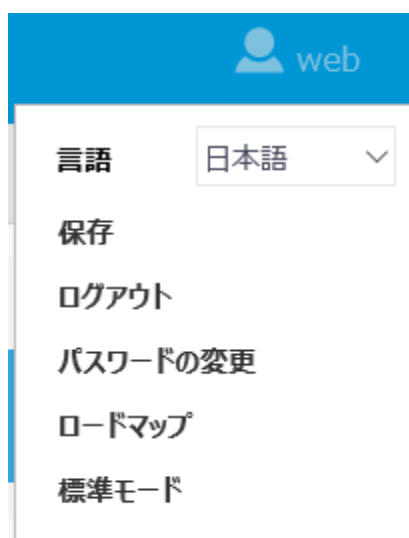 web
言語 日本語
保存
ログアウト
パスワードの変更
ロードマップ
標準モード